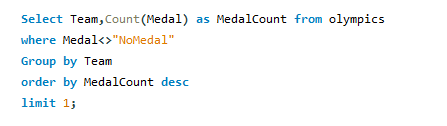 Select Team,Count(Medal) as MedalCount from olympics
where Medal<>"NoMedal"
Group by Team
order by MedalCount desc
limit 1;